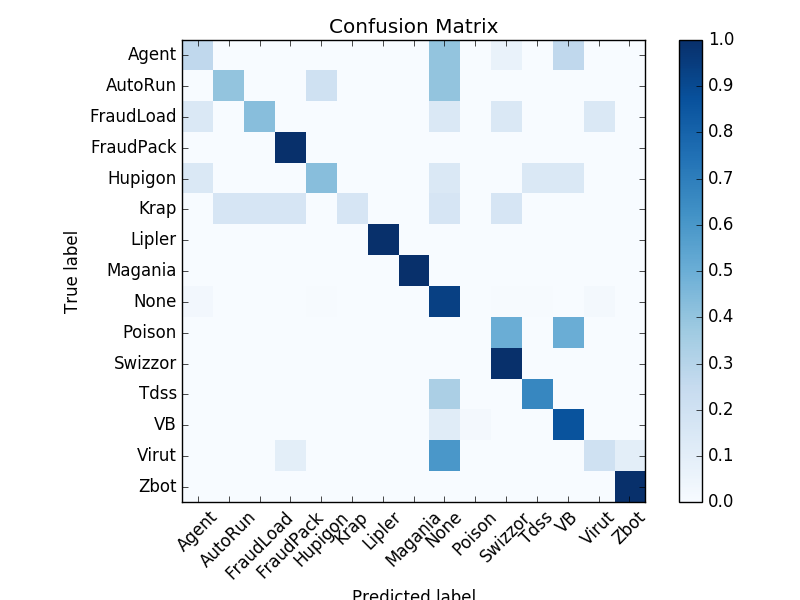 Confusion Matrix
True label
Agent
AutoRun
FraudLoad
FraudPack
Hupigon
Krap
Lipler
Magania
None
Poison
Swizzor
Tdss
VB
Virut
Zbot
Agent
AutoRun
FraudLoad
FraudPack
Hupigon
Krap
Lipler
Magania
None
Poison
Swizzor
Tdss
VB
Virut
Zbot
Predicted label
1.0
0.9
0.8
0.7
0.6
0.5
0.4
0.3
0.2
0.1
0.0